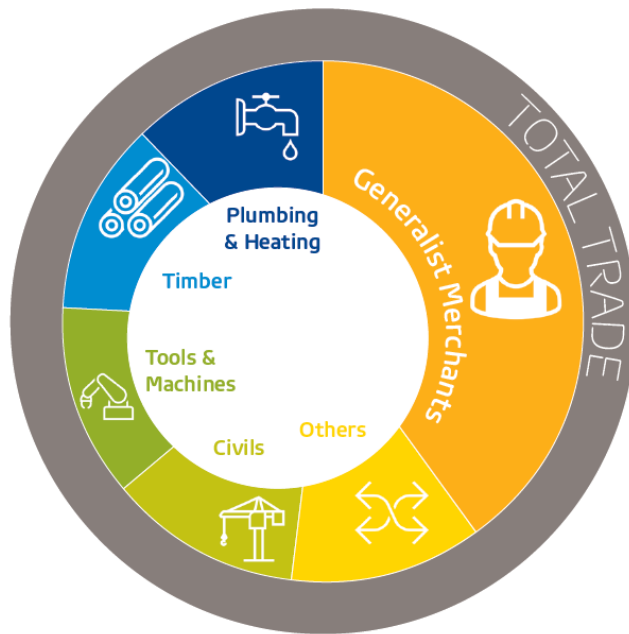 TOTAL TRADE
Generalist Merchants
Plumbing
& Heating
Timber
Tools &
Machines
Civils
Others